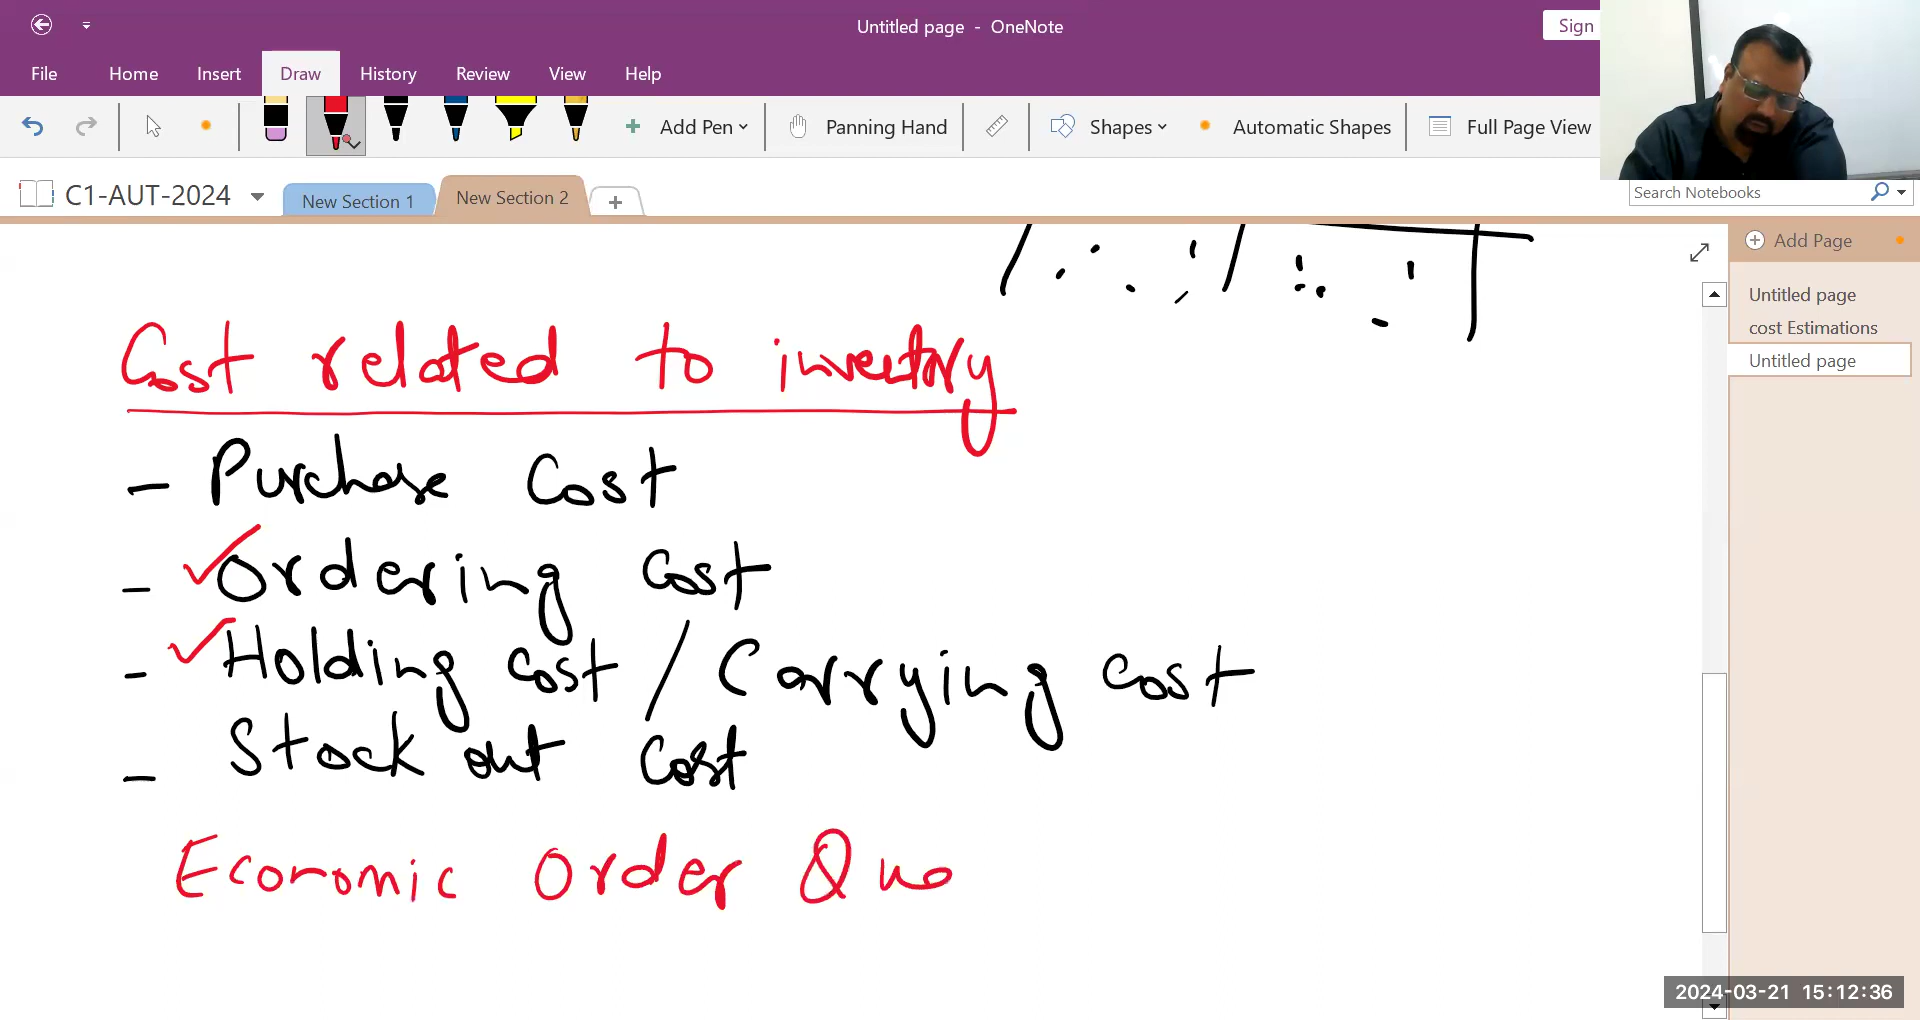 Untitled page - OneNote
Sign
File Home Insert Draw History Review View Help
Add Pen Panning Hand Shapes Automatic Shapes Full Page View
C1-AUT-2024 New Section 1 New Section 2 +
Search Notebooks
Add Page
Untitled page
cost Estimations
Untitled page
Cost related to inventory
- Purchase Cost
- Ordering Cost
- Holding cost / Carrying cost
- Stock out cost
Economic Order Qua
2024-03-21 15:12:36